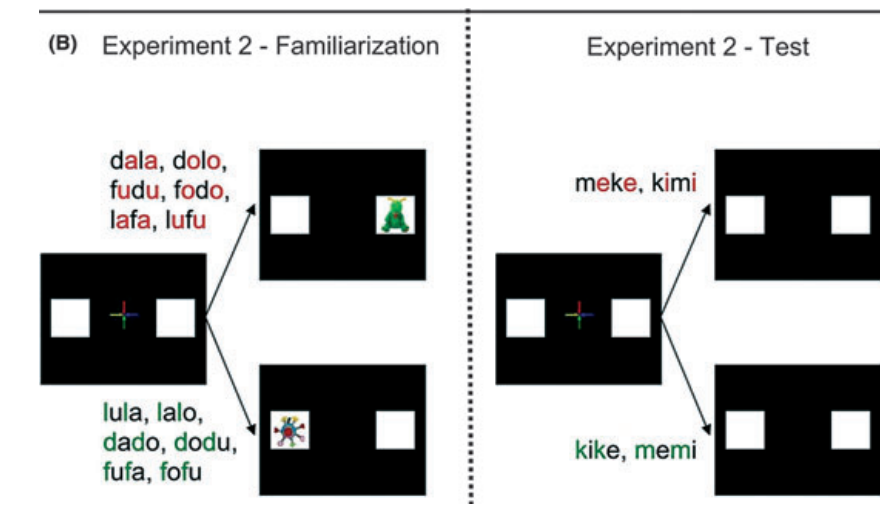 (B) Experiment 2 - Familiarization
Experiment 2 - Test
dala, dolo,
fudu, fodo,
lafa, lufu
lula, lalo,
dado, dodu,
fufa, fofu
meke, kimi
kike, memi